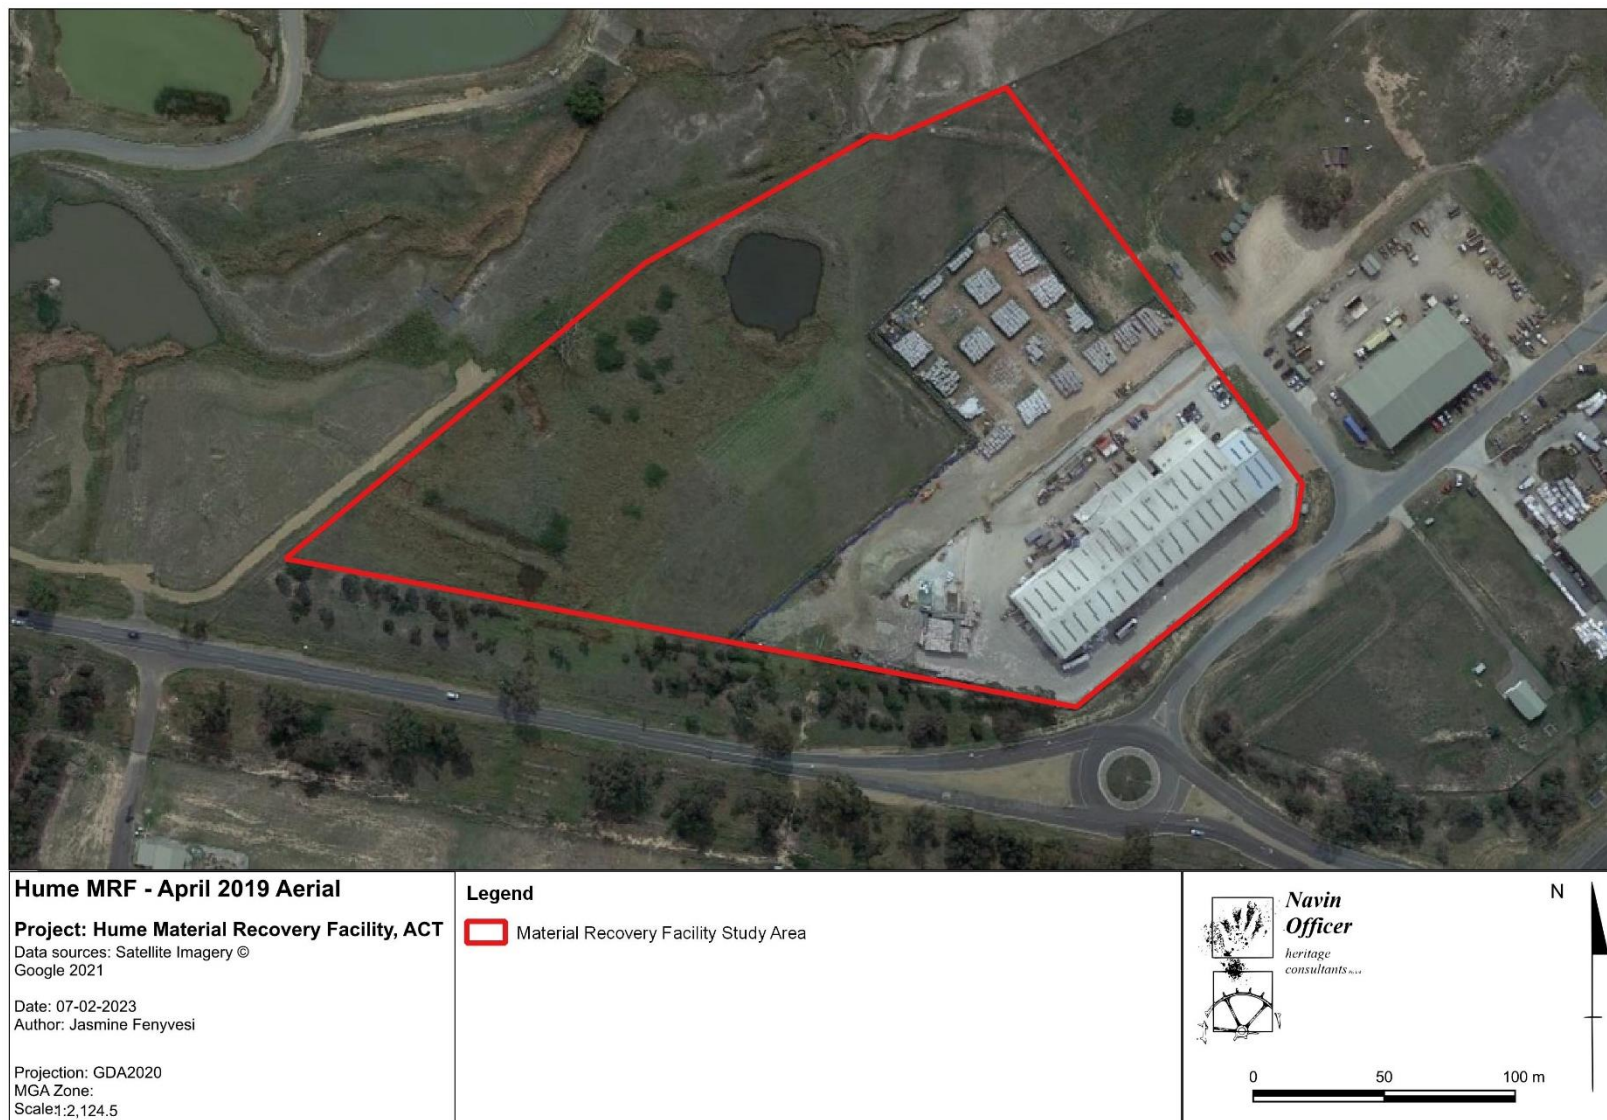 Hume MRF - April 2019 Aerial
Project: Hume Material Recovery Facility, ACT
Data sources: Satellite Imagery ©
Google 2021
Date: 07-02-2023
Author: Jasmine Fenyvesi
Projection: GDA2020
MGA Zone:
Scale:1:2,124.5
Legend
Material Recovery Facility Study Area
Navin
Officer
heritage
consultants
N
0 50 100 m